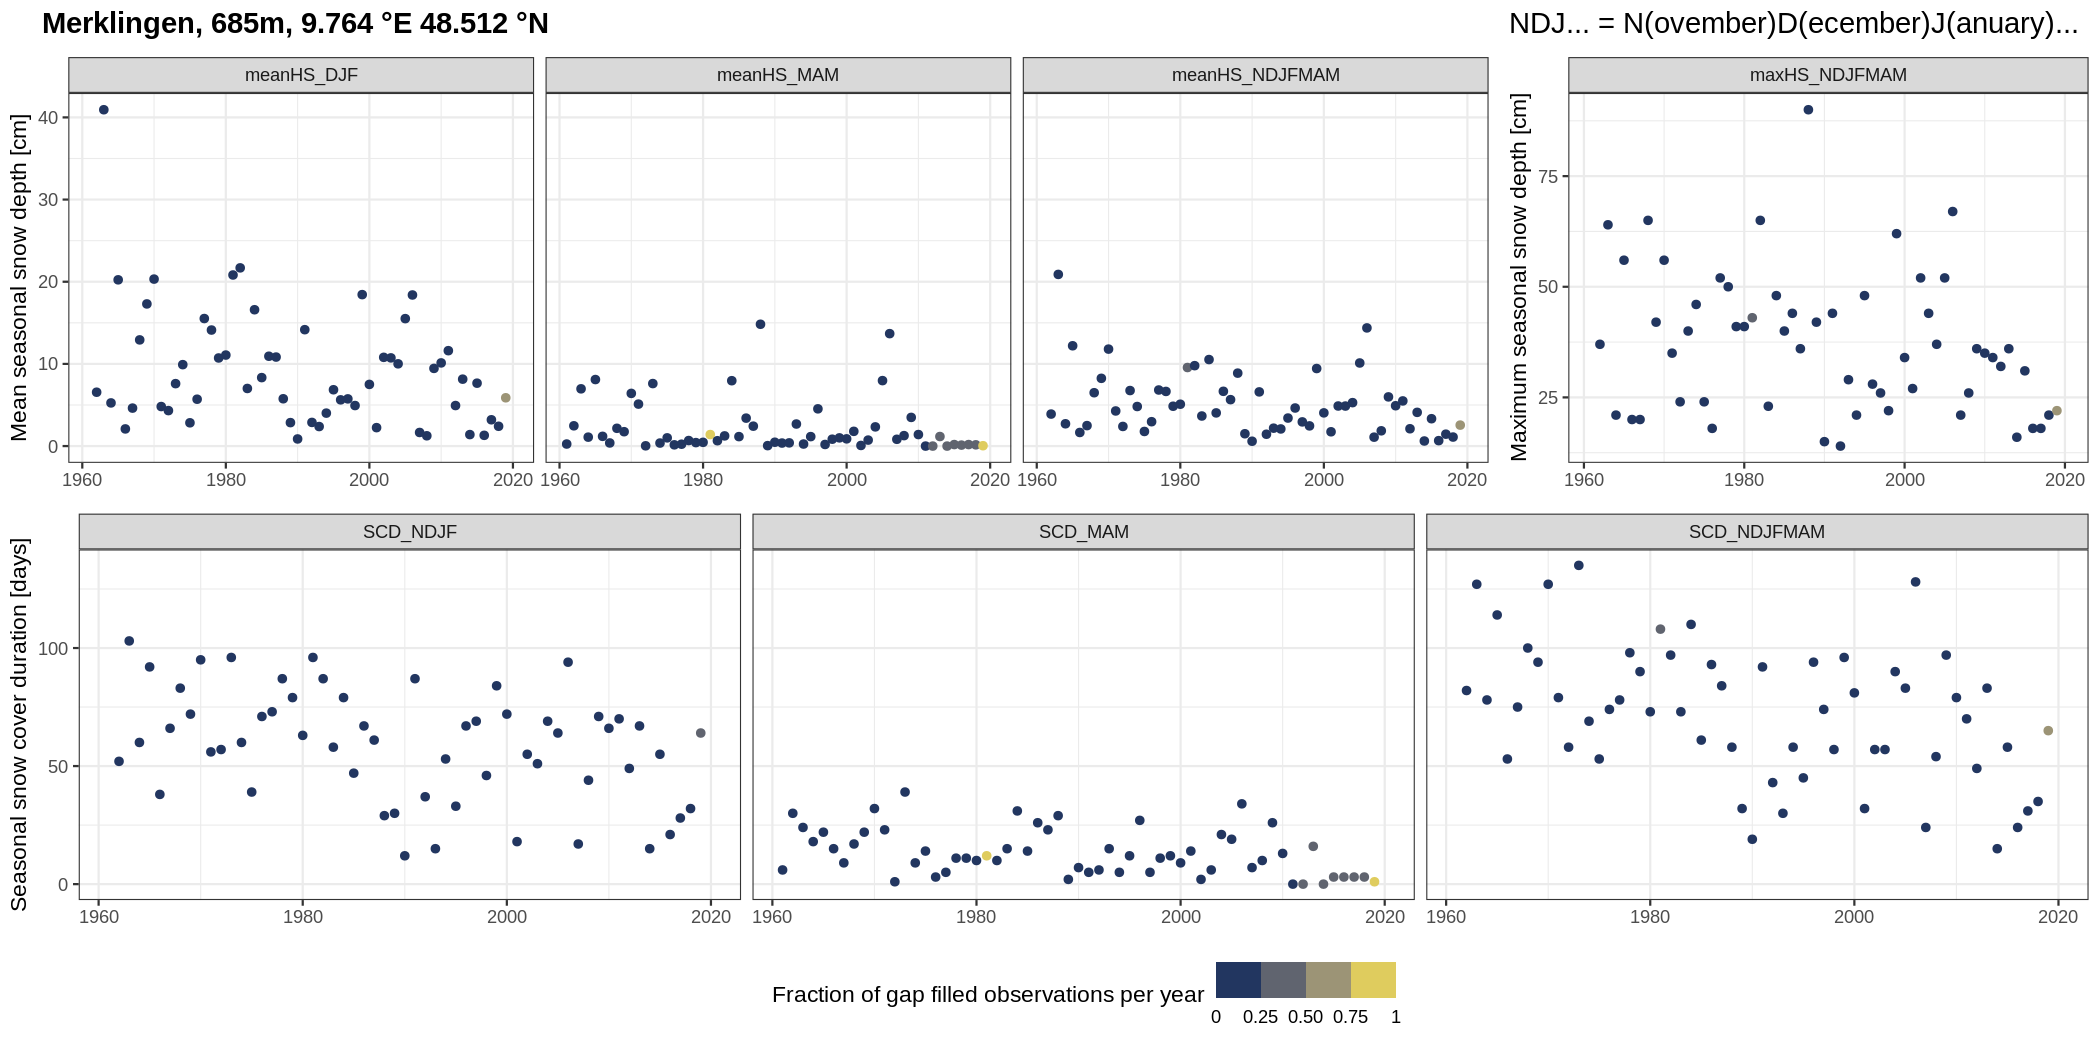 Merklingen, 685m, 9.764 °E 48.512 °N
NDJ... = N(ovember)D(ecember)J(anuary)...
meanHS_DJF
meanHS_MAM
meanHS_NDJFMAM
maxHS_NDJFMAM
Mean seasonal snow depth [cm]
40
30
20
10
0
1960 1980 2000 2020
1960 1980 2000 2020
1960 1980 2000 2020
Maximum seasonal snow depth [cm]
75
50
25
1960 1980 2000 2020
SCD_NDJF
SCD_MAM
SCD_NDJFMAM
Seasonal snow cover duration [days]
100
50
0
1960 1980 2000 2020
1960 1980 2000 2020
1960 1980 2000 2020
Fraction of gap filled observations per year
0 0.25 0.50 0.75 1